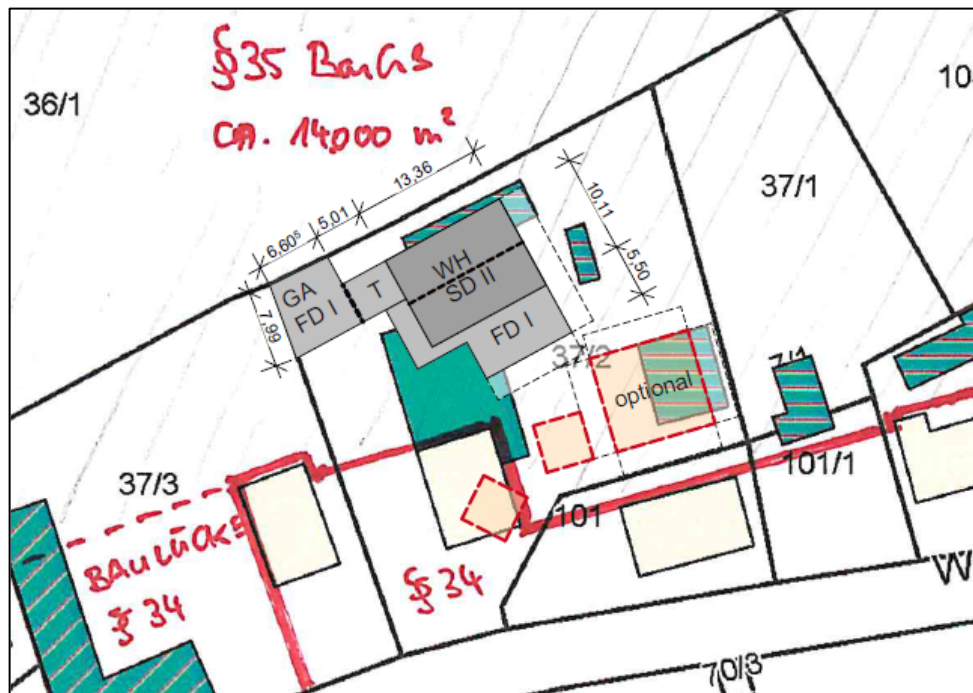 §35 BauGB
CA. 14000 m²
36/1
10
37/1
13,36
5,01
6,60⁵
7,99
10,11
5,50
GA
FD I
T
WH
SD II
FD I
37/2
optional
7/1
37/3
BAULÜCKE
§ 34
§ 34
101
101/1
W
70/3